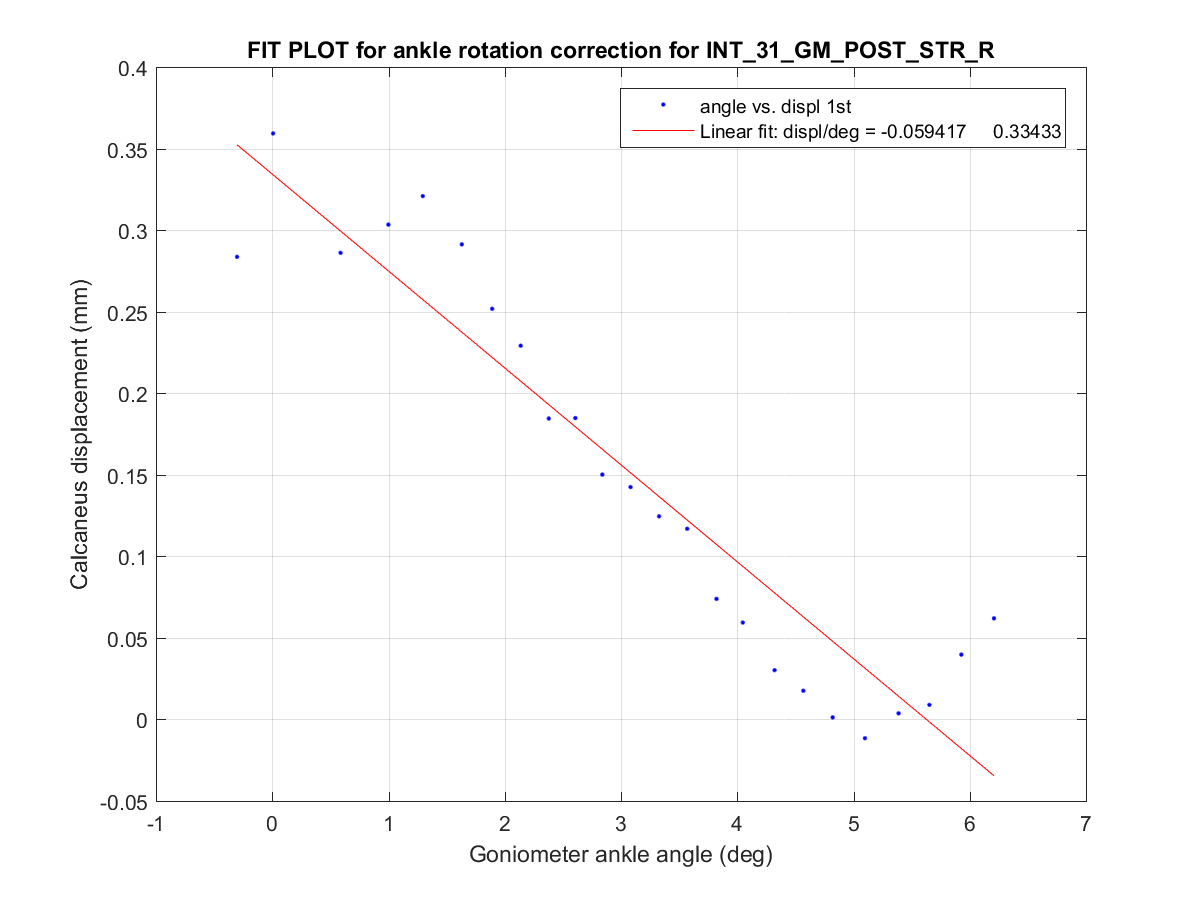 FIT PLOT for ankle rotation correction for INT_31_GM_POST_STR_R
angle vs. displ 1st
Linear fit: displ/deg = -0.059417 0.33433
0.4
0.35
0.3
0.25
0.2
0.15
0.1
0.05
0
-0.05
Calcaneus displacement (mm)
-1 0 1 2 3 4 5 6 7
Goniometer ankle angle (deg)